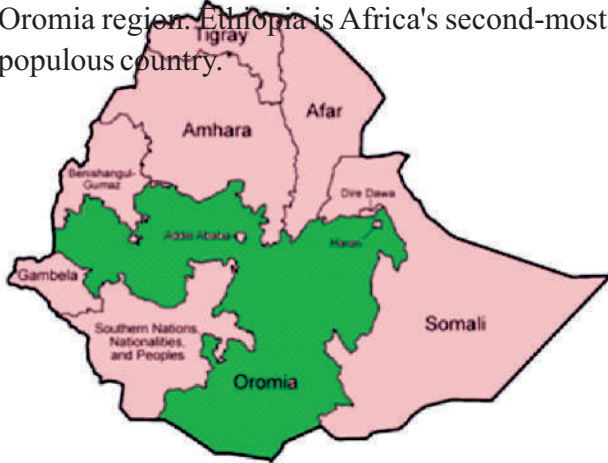 Oromia region. Ethiopia is Africa's second-most
populous country.
Tigray
Afar
Amhara
Benishangul-
Gumaz
Dire Dawa
Addis Ababa
Harari
Gambela
Somali
Southern Nations,
Nationalities,
and Peoples
Oromia